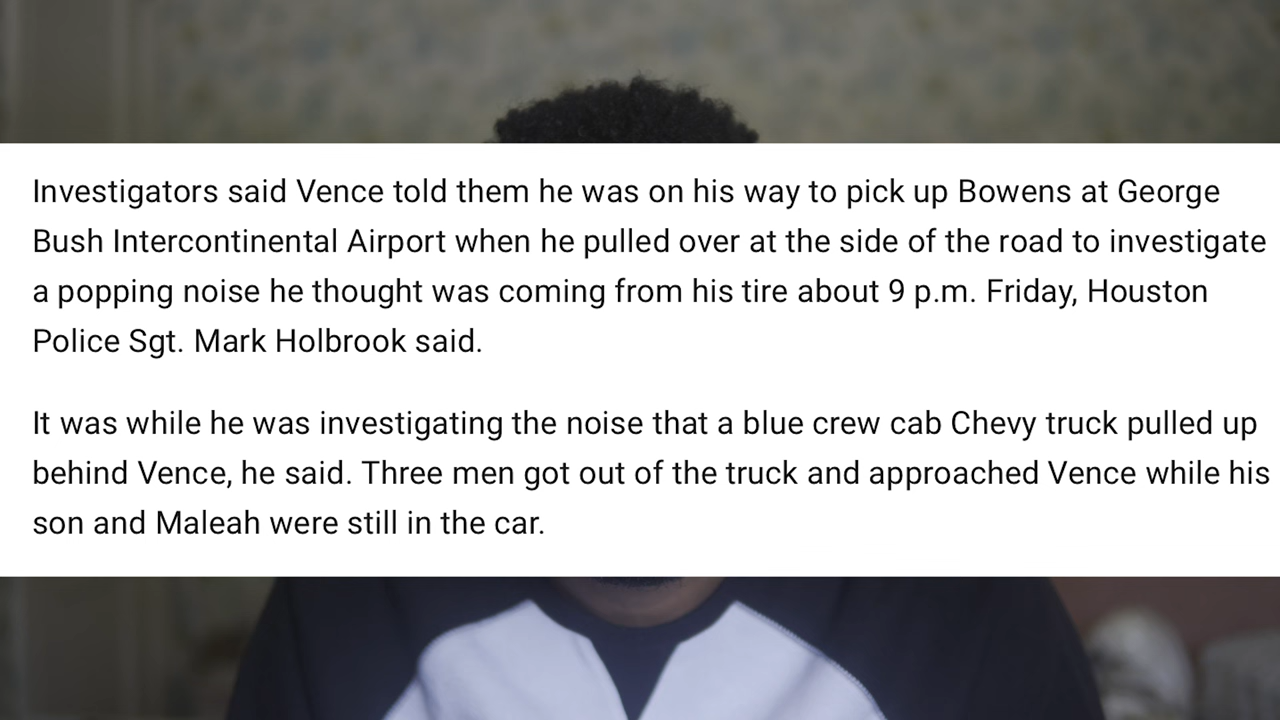 Investigators said Vence told them he was on his way to pick up Bowens at George
Bush Intercontinental Airport when he pulled over at the side of the road to investigate
a popping noise he thought was coming from his tire about 9 p.m. Friday, Houston
Police Sgt. Mark Holbrook said.
It was while he was investigating the noise that a blue crew cab Chevy truck pulled up
behind Vence, he said. Three men got out of the truck and approached Vence while his
son and Maleah were still in the car.